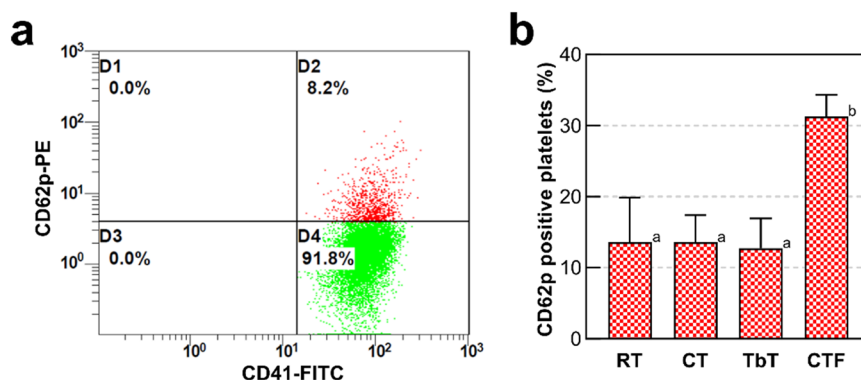 a
CD62p-PE
10³
10²
10¹
10⁰
D1
0.0%
D2
8.2%
D3
0.0%
D4
91.8%
10⁰
10¹
10²
10³
CD41-FITC
b
CD62p positive platelets (%)
40
30
20
10
0
a
a
a
b
RT CT TbT CTF